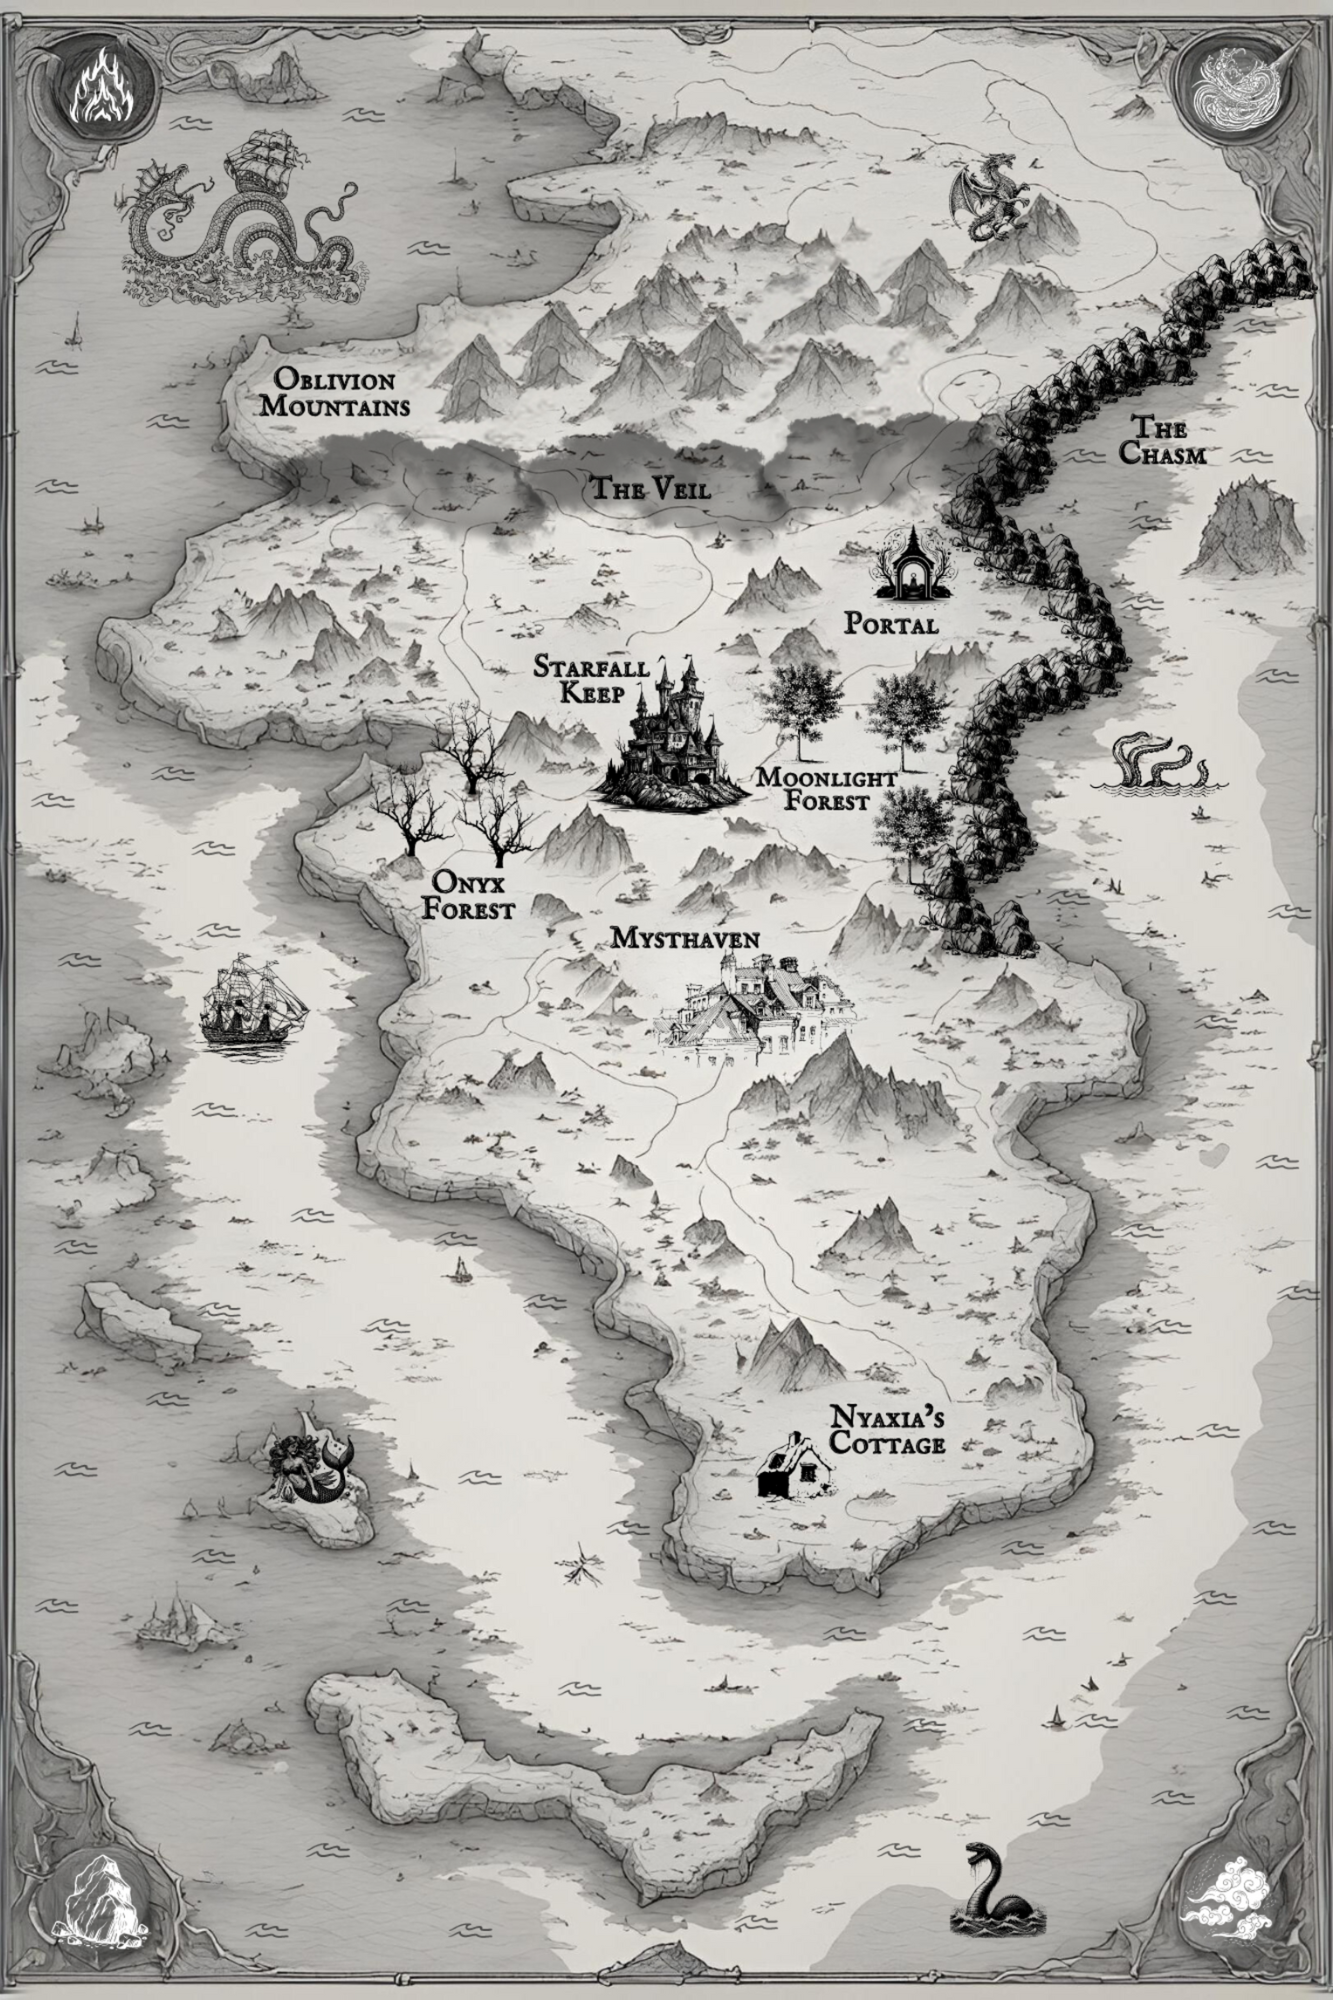 Oblivion
Mountains
The
Chasm
The Veil
Portal
Starfall
Keep
Moonlight
Forest
Onyx
Forest
Mysthaven
Nyaxia's
Cottage